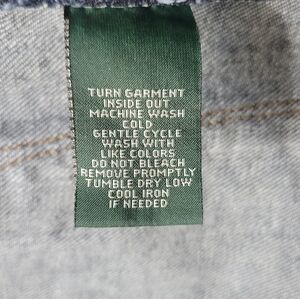 TURN GARMENT
INSIDE OUT
MACHINE WASH
COLD
GENTLE CYCLE
WASH WITH
LIKE COLORS
DO NOT BLEACH
REMOVE PROMPTLY
TUMBLE DRY LOW
COOL IRON
IF NEEDED